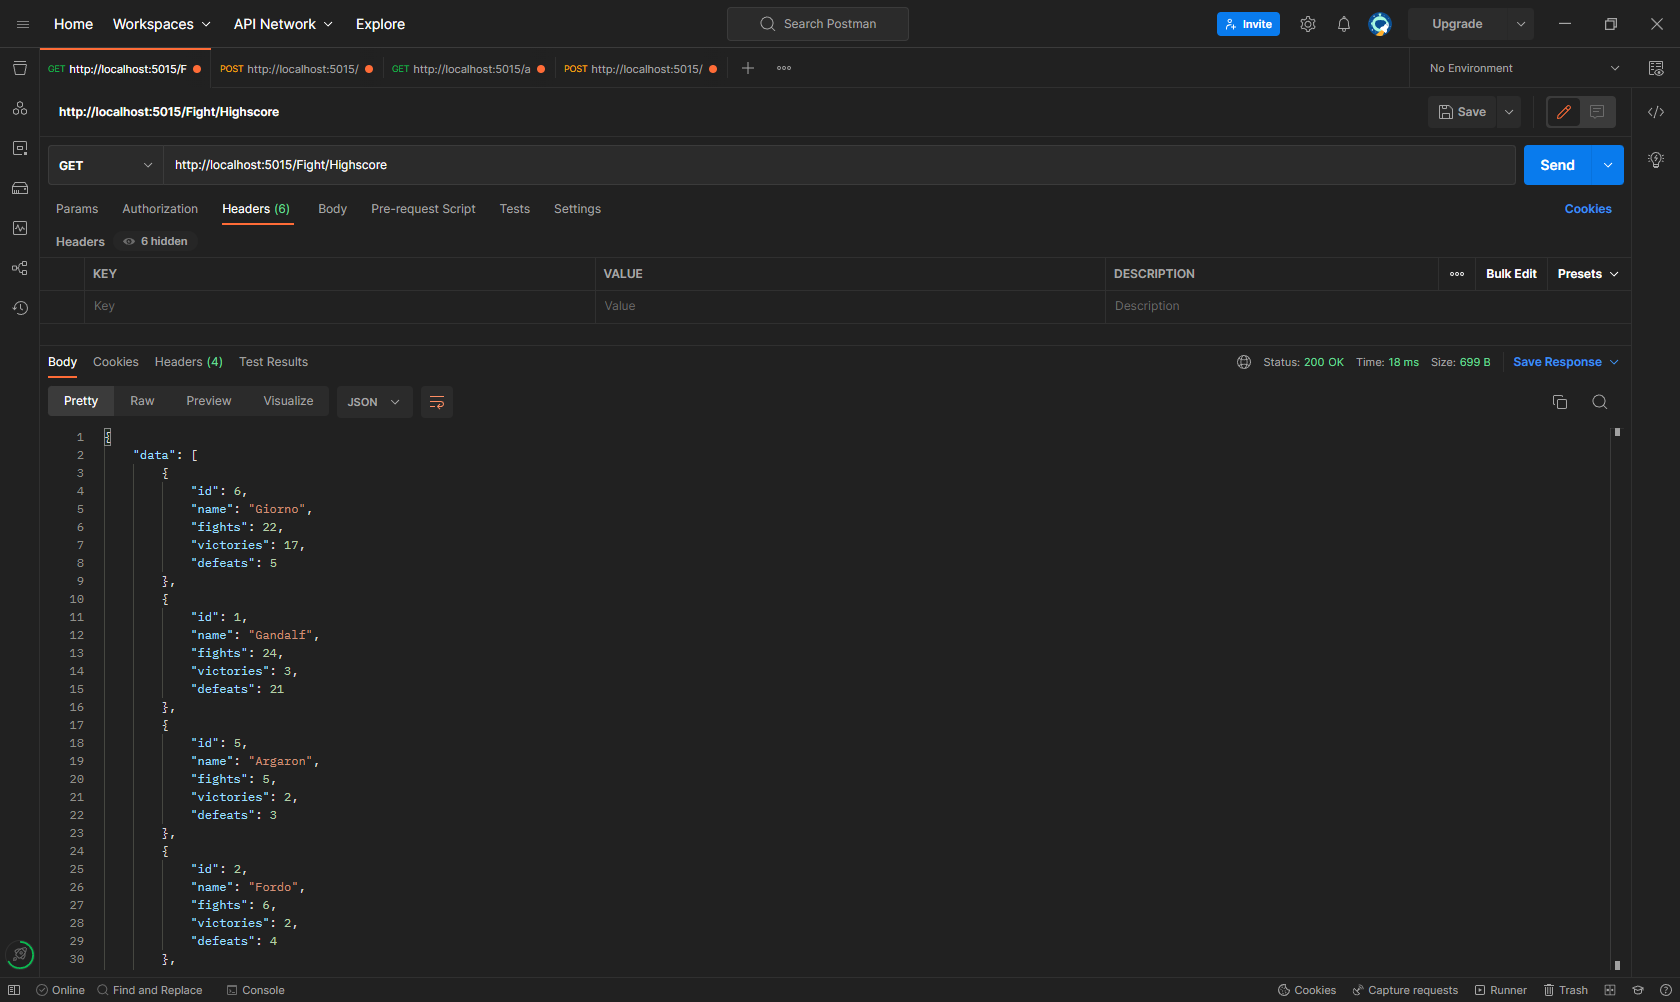 Home Workspaces API Network Explore Search Postman Invite Upgrade
GET http://localhost:5015/F POST http://localhost:5015/ GET http://localhost:5015/a POST http://localhost:5015/ No Environment
http://localhost:5015/Fight/Highscore Save
GET http://localhost:5015/Fight/Highscore Send
Params Authorization Headers (6) Body Pre-request Script Tests Settings Cookies
Headers 6 hidden
KEY VALUE DESCRIPTION Bulk Edit Presets
Key Value Description
Body Cookies Headers (4) Test Results Status: 200 OK Time: 18 ms Size: 699 B Save Response
Pretty Raw Preview Visualize JSON
1 {
2 "data": [
3 {
4 "id": 6,
5 "name": "Giorno",
6 "fights": 22,
7 "victories": 17,
8 "defeats": 5
9 },
10 {
11 "id": 1,
12 "name": "Gandalf",
13 "fights": 24,
14 "victories": 3,
15 "defeats": 21
16 },
17 {
18 "id": 5,
19 "name": "Argaron",
20 "fights": 5,
21 "victories": 2,
22 "defeats": 3
23 },
24 {
25 "id": 2,
26 "name": "Fordo",
27 "fights": 6,
28 "victories": 2,
29 "defeats": 4
30 },
Online Find and Replace Console Cookies Capture requests Runner Trash